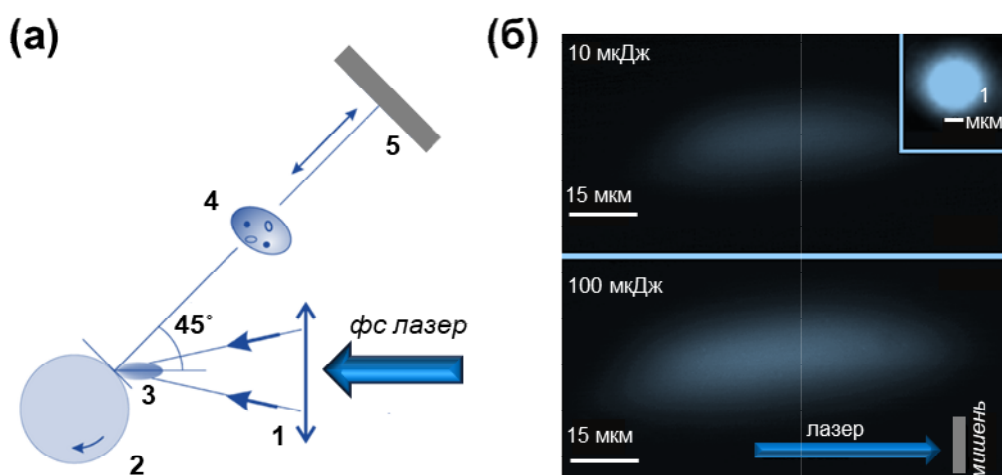 (а)
5
4
45°
фс лазер
3
1
2
(б)
10 мкДж
1
мкм
15 мкм
100 мкДж
15 мкм
лазер
мишень